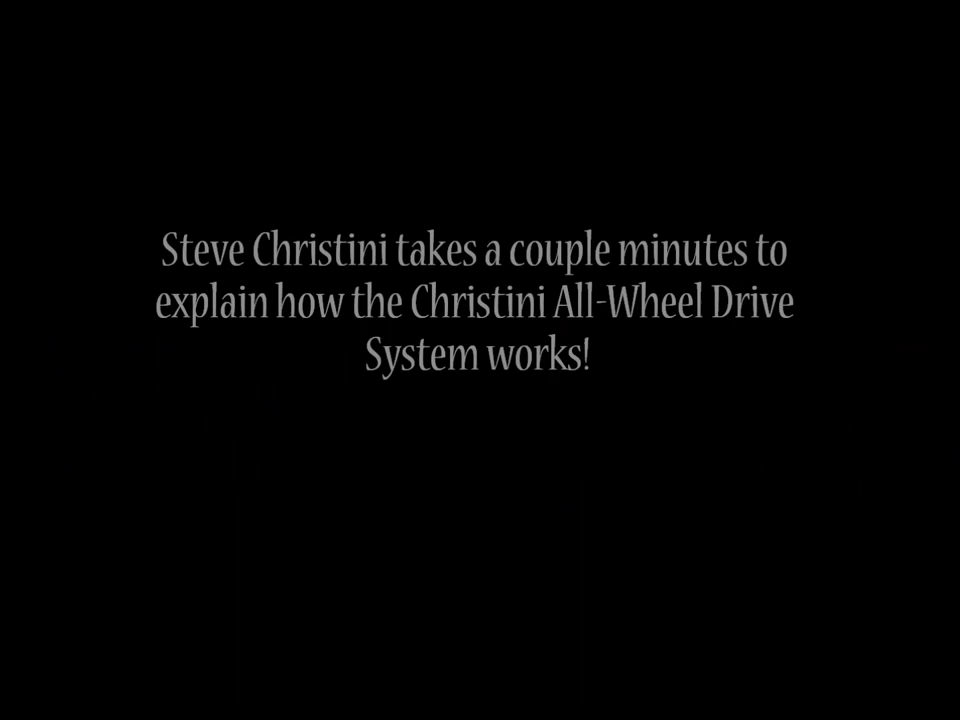 Steve Christini takes a couple minutes to
explain how the Christini All-Wheel Drive
System works!